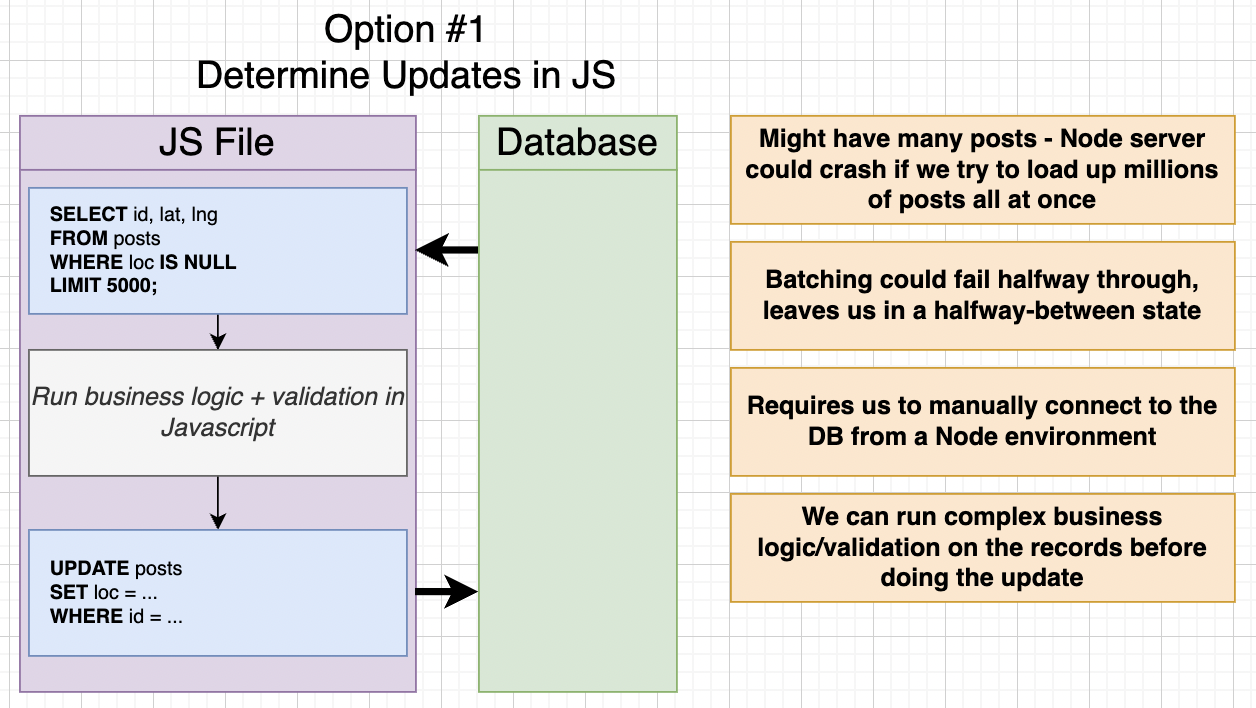 Option #1
Determine Updates in JS
JS File
SELECT id, lat, lng
FROM posts
WHERE loc IS NULL
LIMIT 5000;
Run business logic + validation in
Javascript
UPDATE posts
SET loc = ...
WHERE id = ...
Database
Might have many posts - Node server
could crash if we try to load up millions
of posts all at once
Batching could fail halfway through,
leaves us in a halfway-between state
Requires us to manually connect to the
DB from a Node environment
We can run complex business
logic/validation on the records before
doing the update